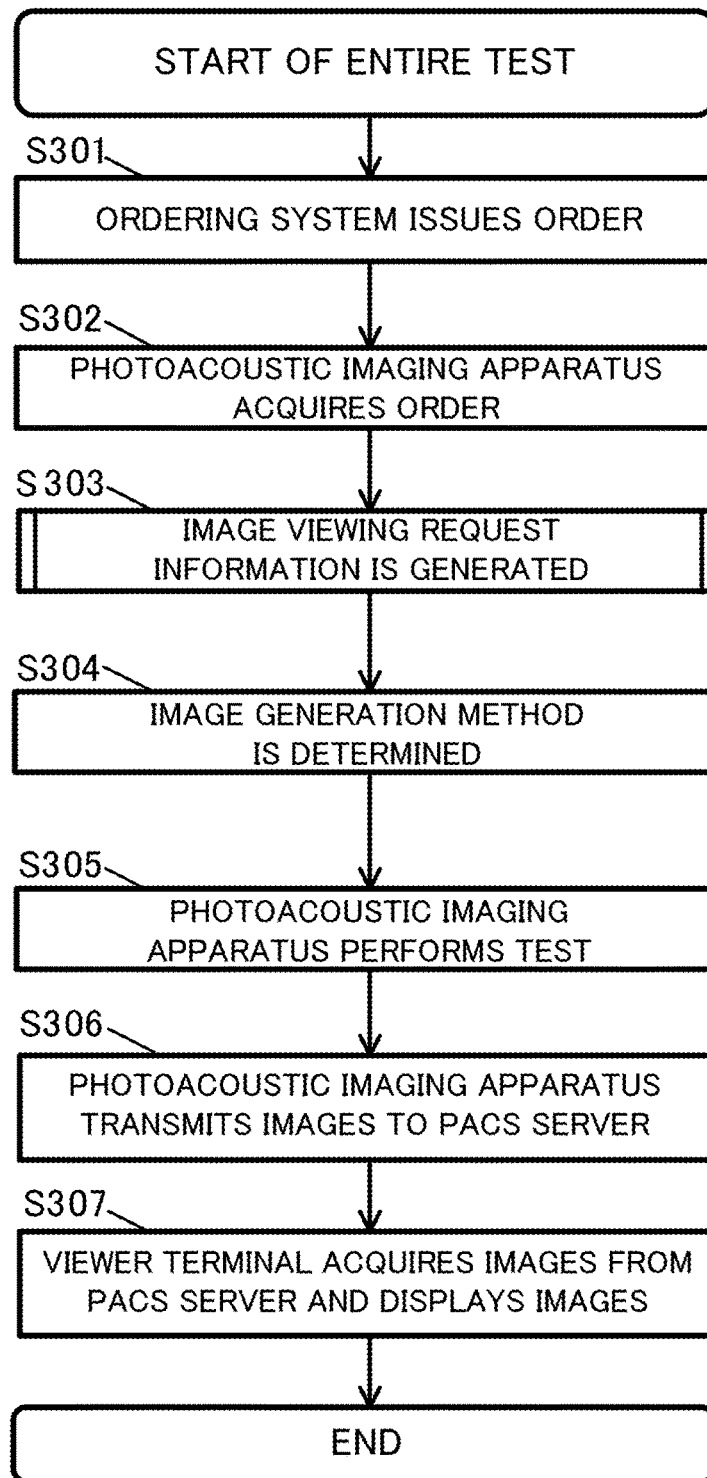 START OF ENTIRE TEST
S301
ORDERING SYSTEM ISSUES ORDER
S302
PHOTOACOUSTIC IMAGING APPARATUS
ACQUIRES ORDER
S303
IMAGE VIEWING REQUEST
INFORMATION IS GENERATED
S304
IMAGE GENERATION METHOD
IS DETERMINED
S305
PHOTOACOUSTIC IMAGING
APPARATUS PERFORMS TEST
S306
PHOTOACOUSTIC IMAGING APPARATUS
TRANSMITS IMAGES TO PACS SERVER
S307
VIEWER TERMINAL ACQUIRES IMAGES FROM
PACS SERVER AND DISPLAYS IMAGES
END